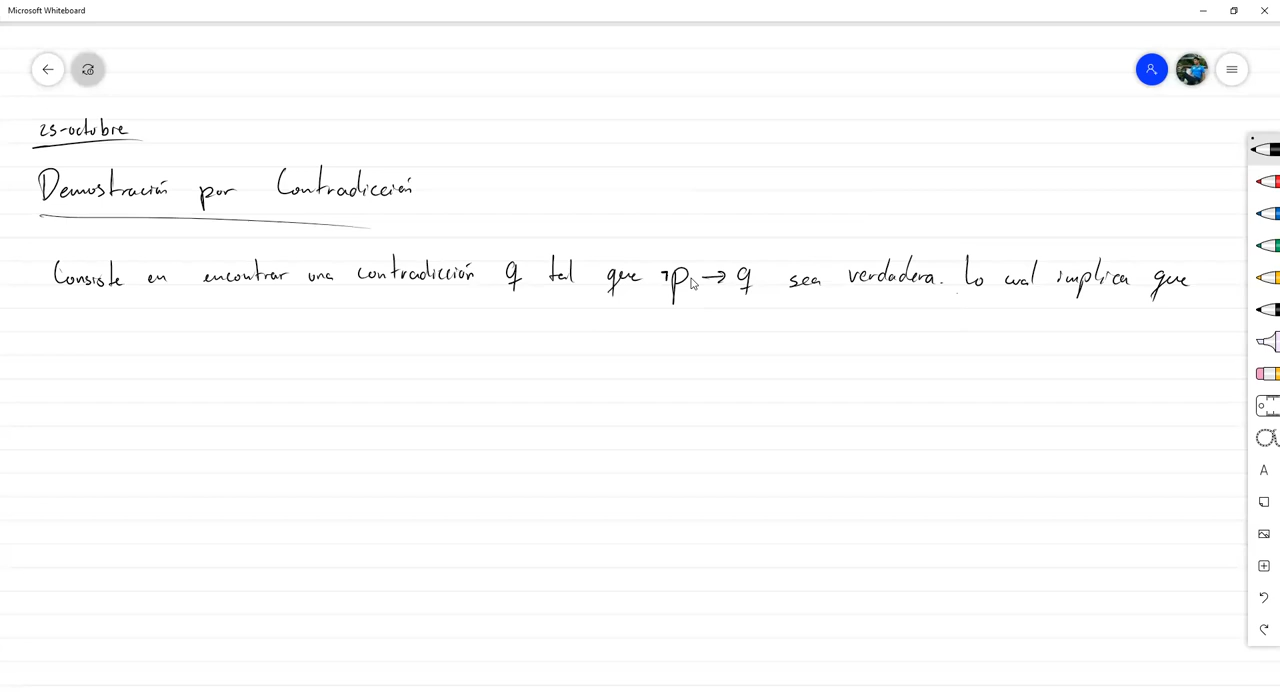 Microsoft Whiteboard
25-octubre
Demostración por Contradicción
Consiste en encontrar una contradicción q tal que ¬p → q sea verdadera. Lo cual implica que
A